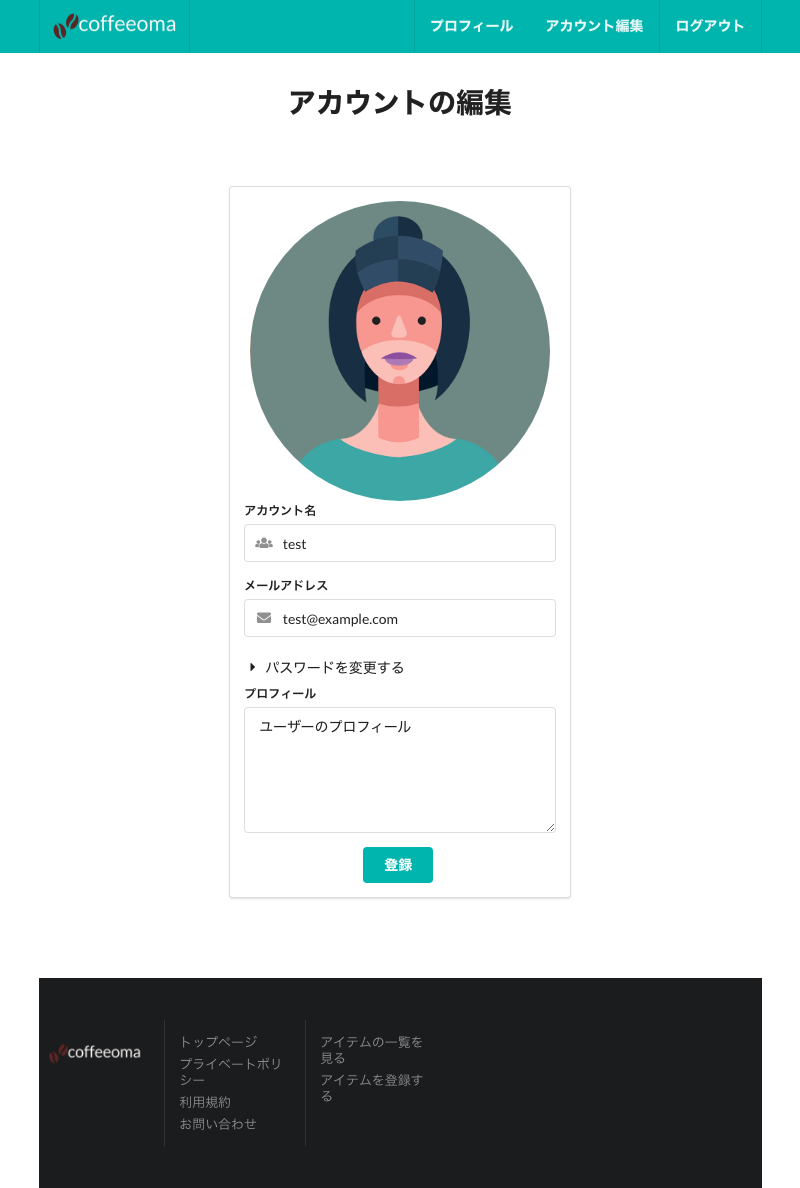 coffeeoma
プロフィール
アカウント編集
ログアウト
アカウントの編集
アカウント名
test
メールアドレス
test@example.com
パスワードを変更する
プロフィール
ユーザーのプロフィール
登録
coffeeoma
トップページ
プライベートポリ
シー
利用規約
お問い合わせ
アイテムの一覧を
見る
アイテムを登録す
る